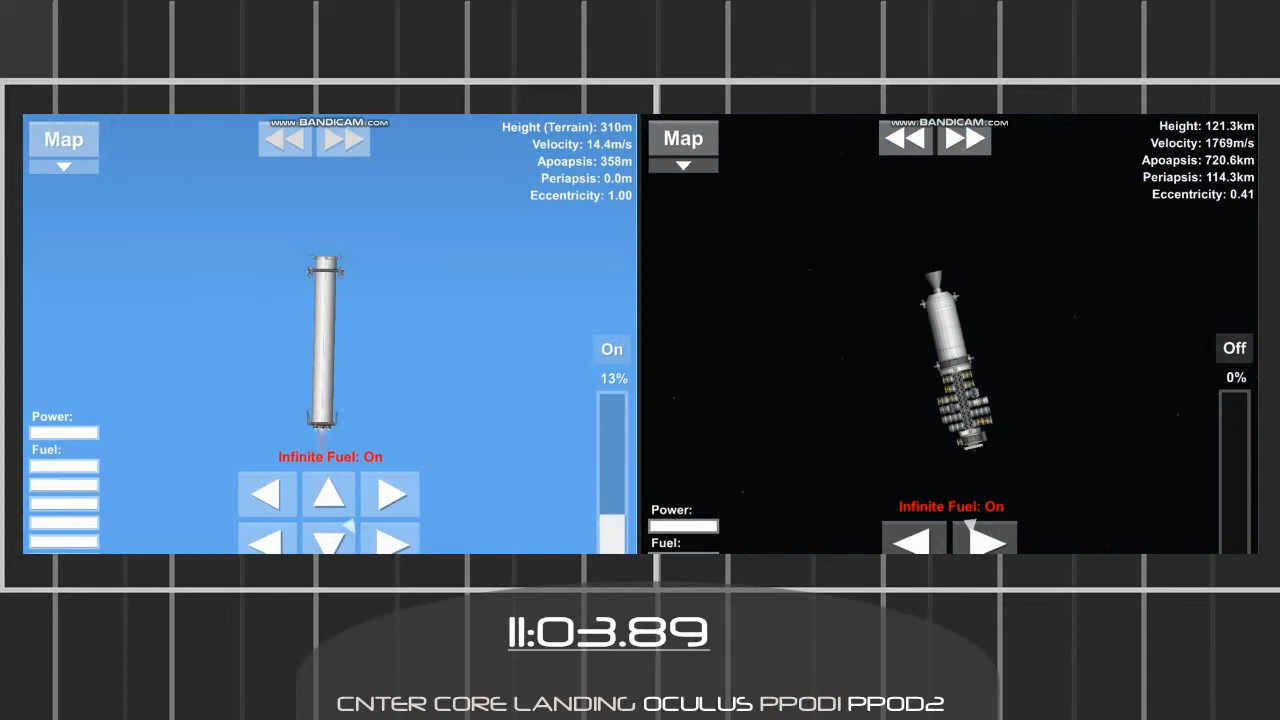 www.BANDICAM.com
Map
Height (Terrain): 310m
Velocity: 14.4m/s
Apoapsis: 358m
Periapsis: 0.0m
Eccentricity: 1.00
On
13%
Power:
Fuel:
Infinite Fuel: On
www.BANDICAM.com
Map
Height: 121.3km
Velocity: 1769m/s
Apoapsis: 720.6km
Periapsis: 114.3km
Eccentricity: 0.41
Off
0%
Infinite Fuel: On
Power:
Fuel:
11:03.89
CNTER CORE LANDING OCULUS PPOD1 PPOD2